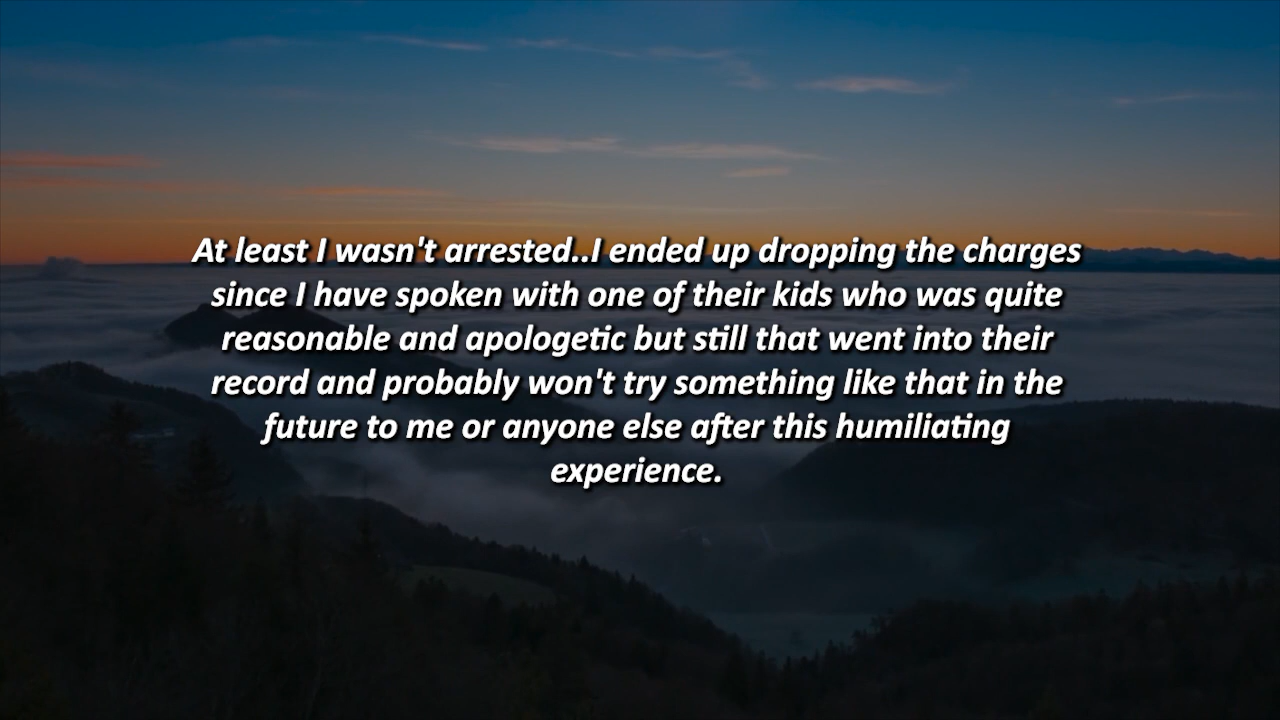 At least I wasn't arrested..I ended up dropping the charges
since I have spoken with one of their kids who was quite
reasonable and apologetic but still that went into their
record and probably won't try something like that in the
future to me or anyone else after this humiliating
experience.